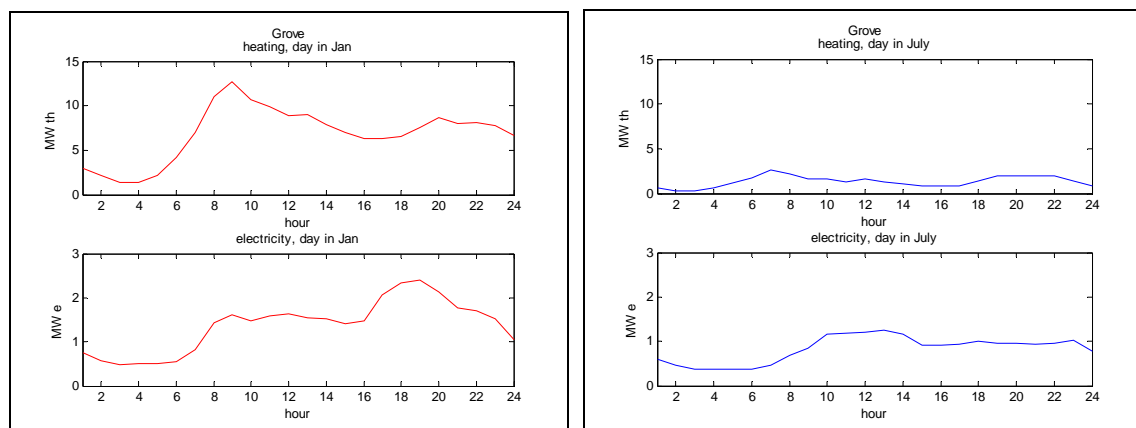 Grove
heating, day in Jan
15
10
5
0
MW th
2 4 6 8 10 12 14 16 18 20 22 24
hour
electricity, day in Jan
3
2
1
0
MW e
2 4 6 8 10 12 14 16 18 20 22 24
hour
Grove
heating, day in July
15
10
5
0
MW th
2 4 6 8 10 12 14 16 18 20 22 24
hour
electricity, day in July
3
2
1
0
MW e
2 4 6 8 10 12 14 16 18 20 22 24
hour